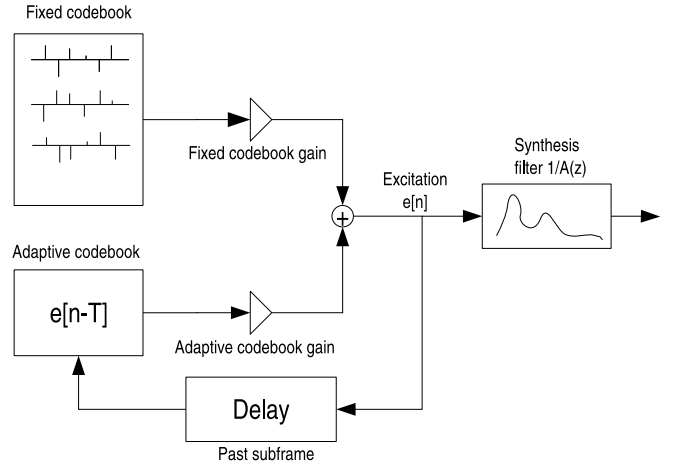 Fixed codebook
Fixed codebook gain
Synthesis
filter 1/A(z)
Excitation
e[n]
+
Adaptive codebook
e[n-T]
Adaptive codebook gain
Delay
Past subframe